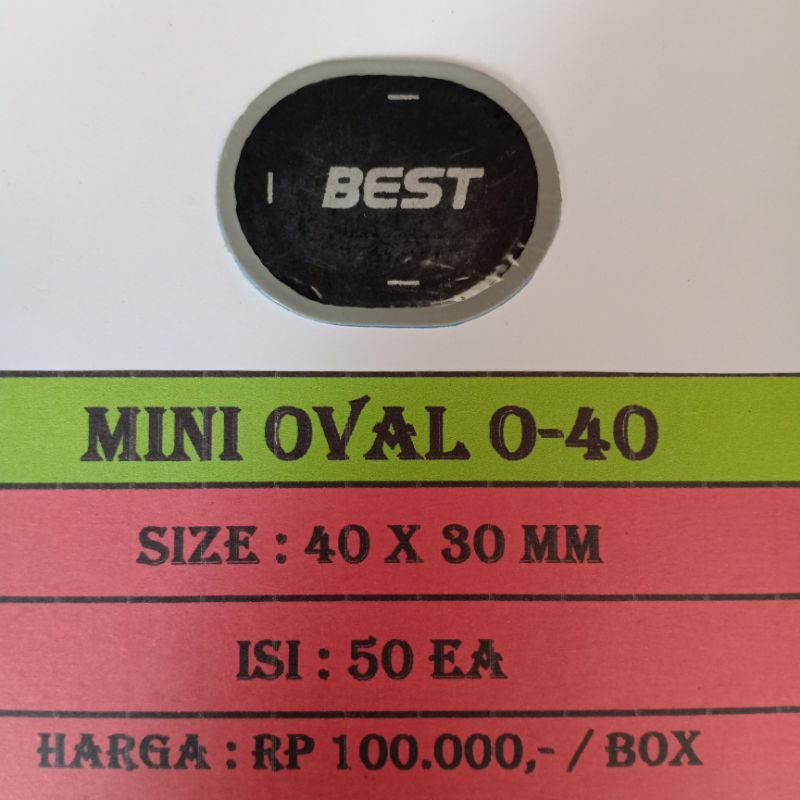 BEST
MINI OVAL O-40
SIZE : 40 X 30 MM
ISI : 50 EA
HARGA : RP 100.000,- / BOX